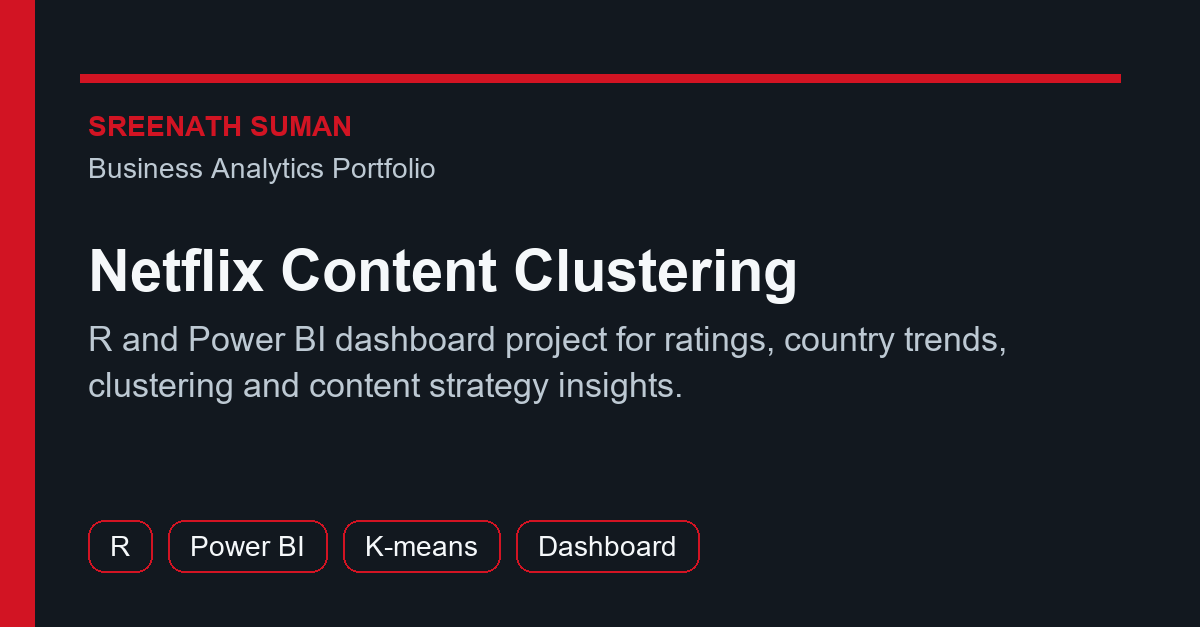 SREENATH SUMAN
Business Analytics Portfolio
Netflix Content Clustering
R and Power BI dashboard project for ratings, country trends,
clustering and content strategy insights.
R
Power BI
K-means
Dashboard